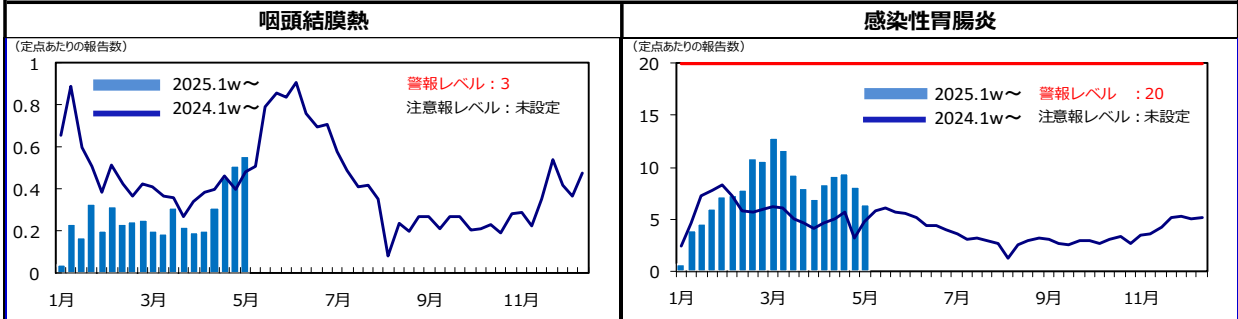 咽頭結膜熱
(定点あたりの報告数)
1
0.8
0.6
0.4
0.2
0
2025.1w～
2024.1w～
警報レベル：3
注意報レベル：未設定
1月 3月 5月 7月 9月 11月
感染性胃腸炎
(定点あたりの報告数)
20
15
10
5
0
2025.1w～
2024.1w～
警報レベル ：20
注意報レベル：未設定
1月 3月 5月 7月 9月 11月